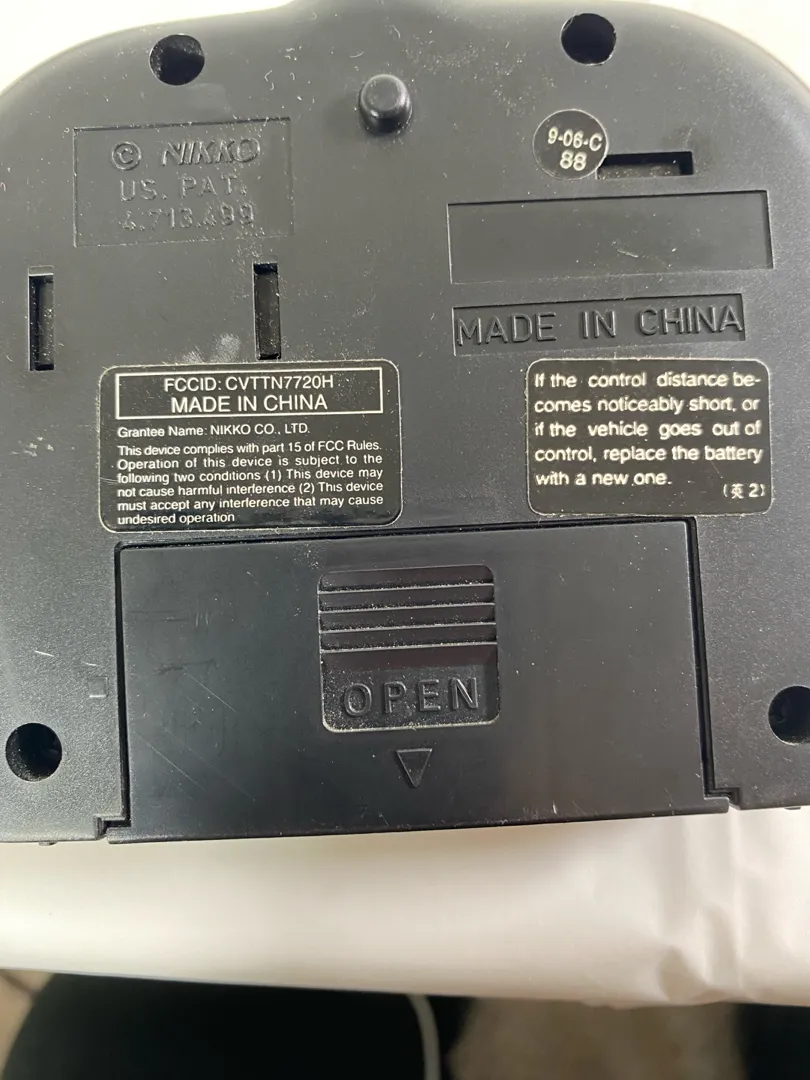 © NIKKO
US. PAT.
4.713.499
9-06-C
88
MADE IN CHINA
FCCID: CVTTN7720H
MADE IN CHINA
Grantee Name: NIKKO CO., LTD.
This device complies with part 15 of FCC Rules.
Operation of this device is subject to the
following two conditions (1) This device may
not cause harmful interference (2) This device
must accept any interference that may cause
undesired operation
If the control distance be-
comes noticeably short, or
if the vehicle goes out of
control, replace the battery
with a new one.
(英 2)
OPEN